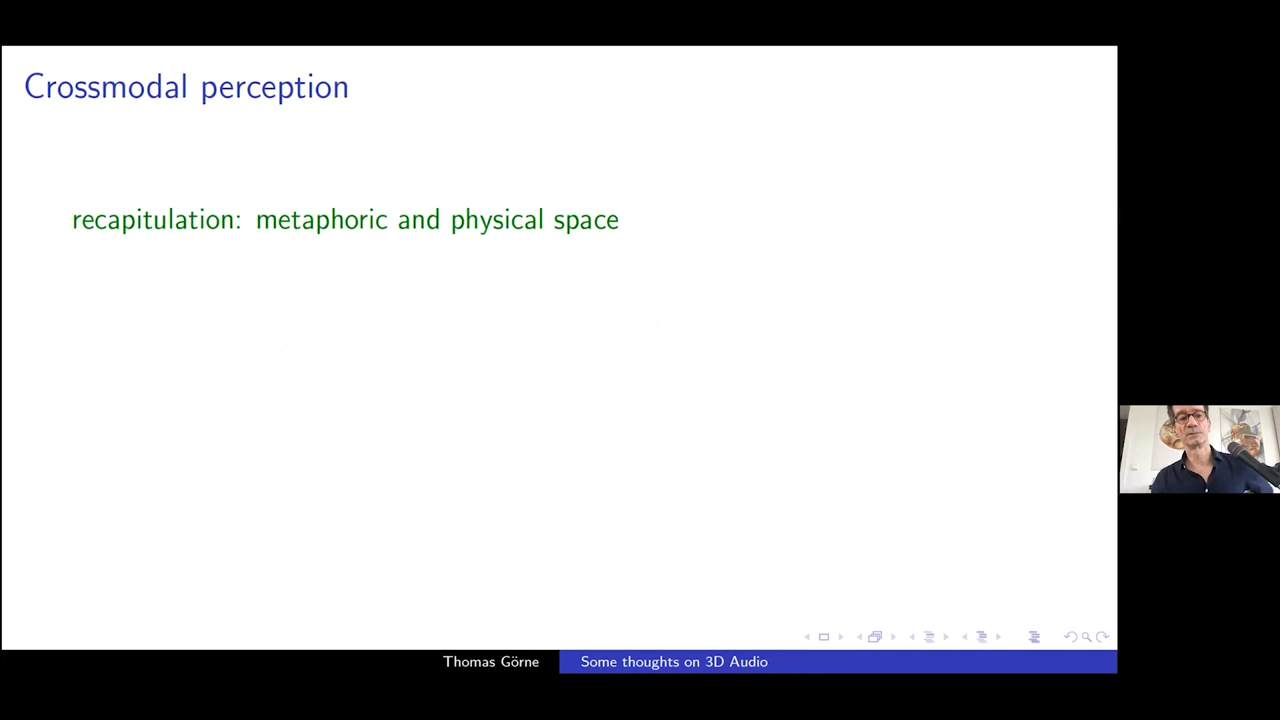 Crossmodal perception
recapitulation: metaphoric and physical space
Thomas Görne
Some thoughts on 3D Audio